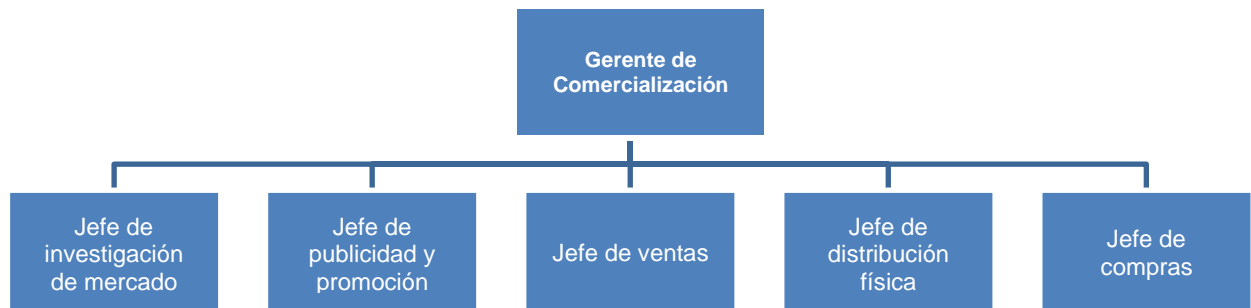 Gerente de
Comercialización
Jefe de
investigación
de mercado
Jefe de
publicidad y
promoción
Jefe de ventas
Jefe de
distribución
física
Jefe de
compras